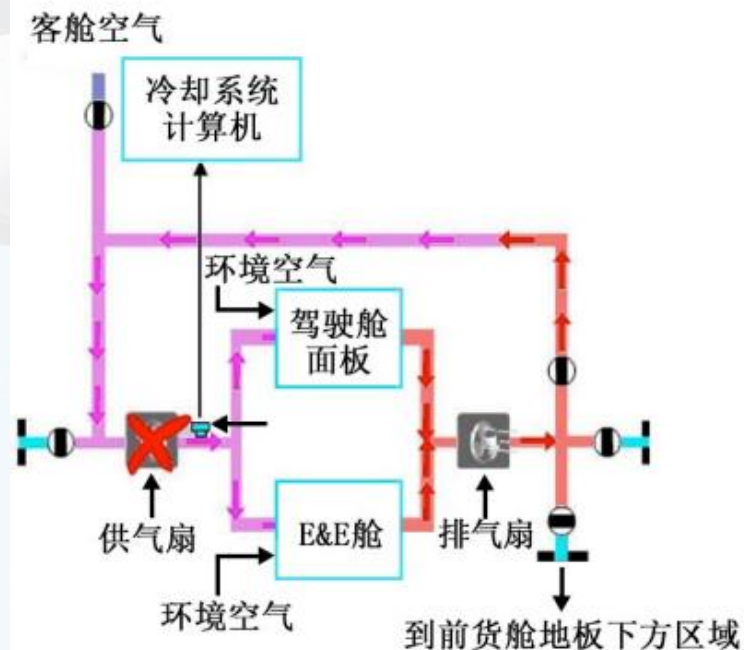 客舱空气
冷却系统
计算机
环境空气
驾驶舱
面板
供气扇
E&E舱
排气扇
环境空气
到前货舱地板下方区域